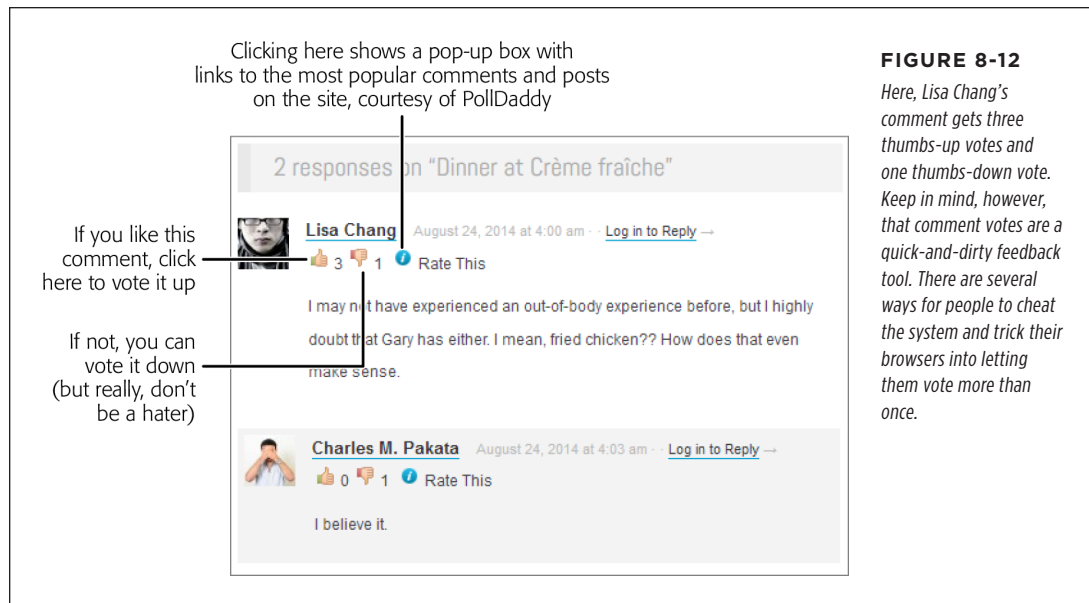 Clicking here shows a pop-up box with
links to the most popular comments and posts
on the site, courtesy of PollDaddy
2 responses on “Dinner at Crème fraîche”
Lisa Chang August 24, 2014 at 4:00 am · · Log in to Reply →
3 1 Rate This
I may not have experienced an out-of-body experience before, but I highly
doubt that Gary has either. I mean, fried chicken?? How does that even
make sense.
If you like this
comment, click
here to vote it up
If not, you can
vote it down
(but really, don’t
be a hater)
Charles M. Pakata August 24, 2014 at 4:03 am · · Log in to Reply →
0 1 Rate This
I believe it.
FIGURE 8-12
Here, Lisa Chang’s
comment gets three
thumbs-up votes and
one thumbs-down vote.
Keep in mind, however,
that comment votes are a
quick-and-dirty feedback
tool. There are several
ways for people to cheat
the system and trick their
browsers into letting
them vote more than
once.